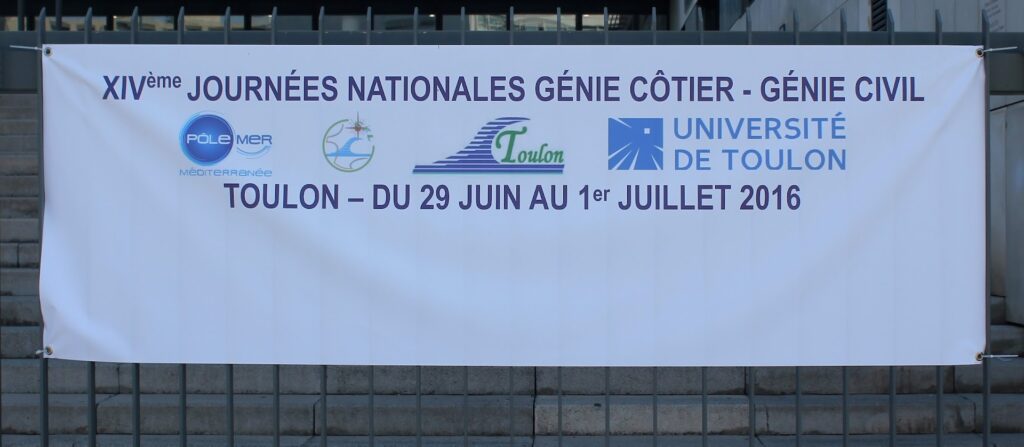 XIVème JOURNÉES NATIONALES GÉNIE CÔTIER - GÉNIE CIVIL
PÔLE MER
MÉDITERRANÉE
Toulon
UNIVERSITÉ
DE TOULON
TOULON – DU 29 JUIN AU 1er JUILLET 2016